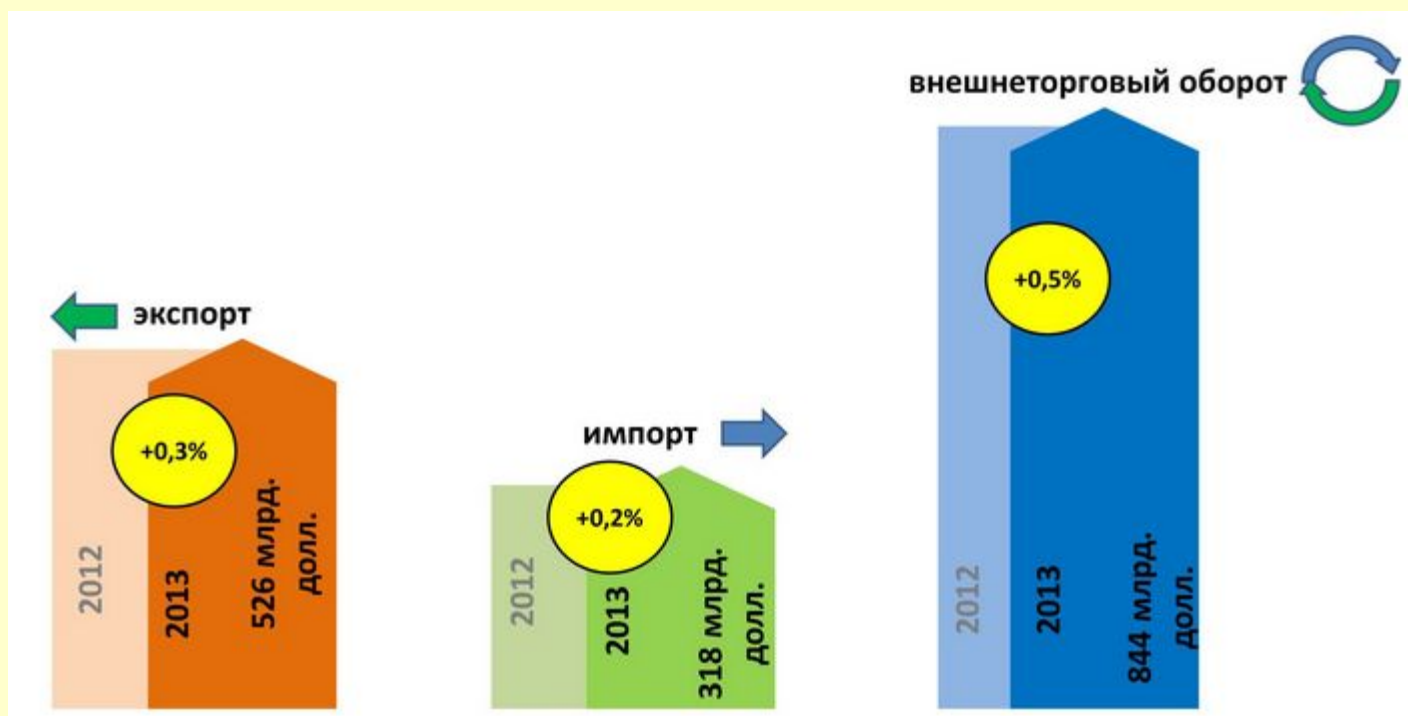 внешнеторговый оборот
+0,5%
экспорт
+0,3%
импорт
+0,2%
2012
2013
526 млрд.
долл.
2012
2013
318 млрд.
долл.
2012
2013
844 млрд.
долл.